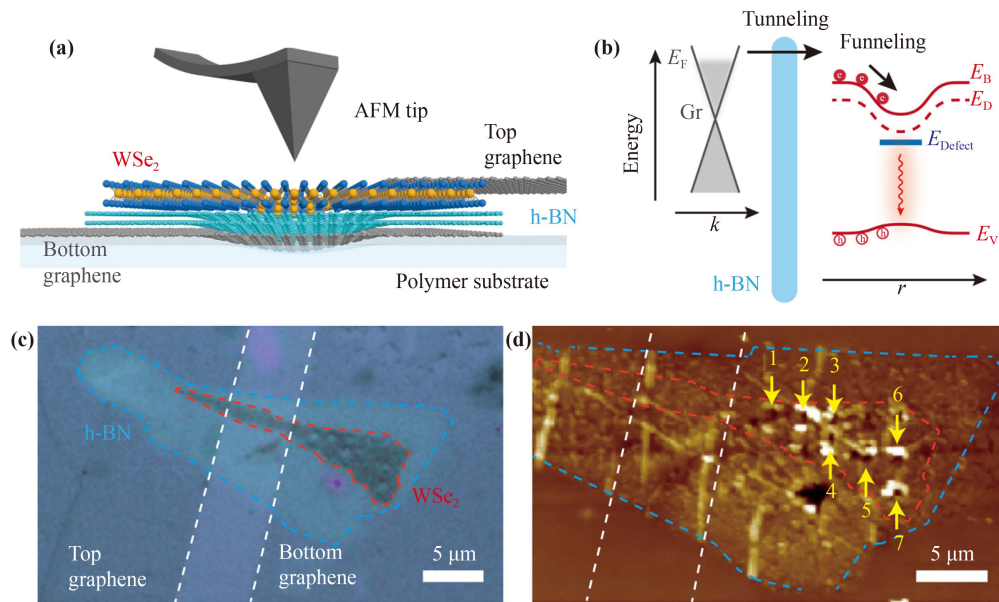 (a)
AFM tip
WSe2
Top
graphene
h-BN
Bottom
graphene
Polymer substrate
(b)
Tunneling
Funneling
EF
Gr
Energy
k
h-BN
e
e
e
EB
ED
EDefect
h
h
h
EV
r
(c)
h-BN
WSe2
Top
graphene
Bottom
graphene
5 μm
(d)
1
2
3
6
4
5
7
5 μm